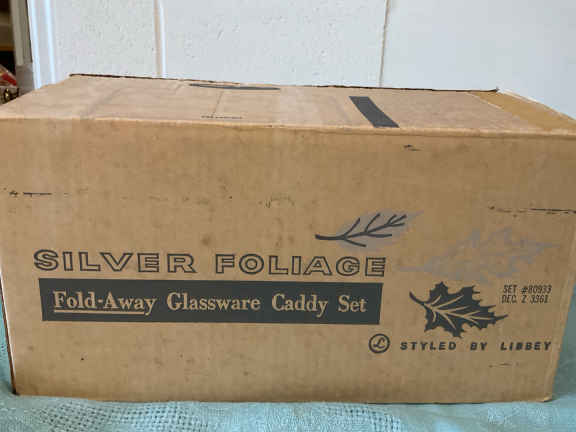 SILVER FOLIAGE
Fold-Away Glassware Caddy Set
SET #80933
DEC. Z 3361
L STYLED BY LIBBEY